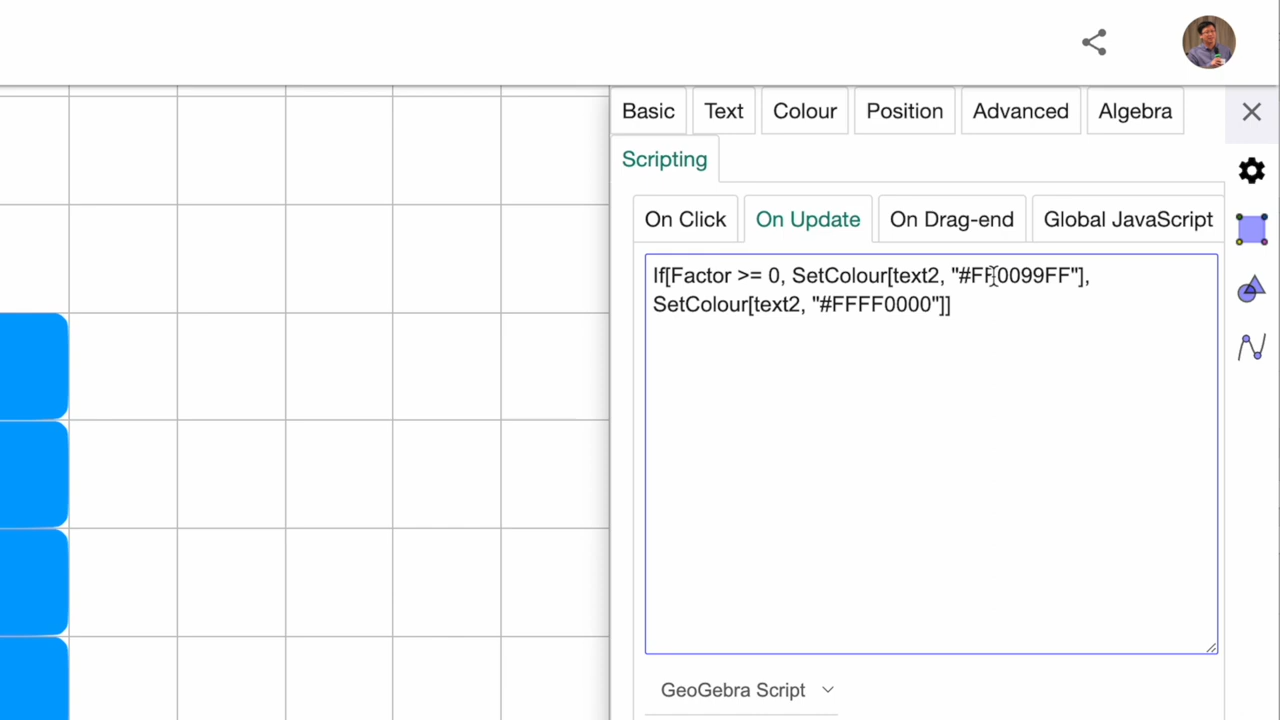 Basic Text Colour Position Advanced Algebra
Scripting
On Click On Update On Drag-end Global JavaScript
If[Factor >= 0, SetColour[text2, "#FF0099FF"],
SetColour[text2, "#FFFF0000"]]
GeoGebra Script